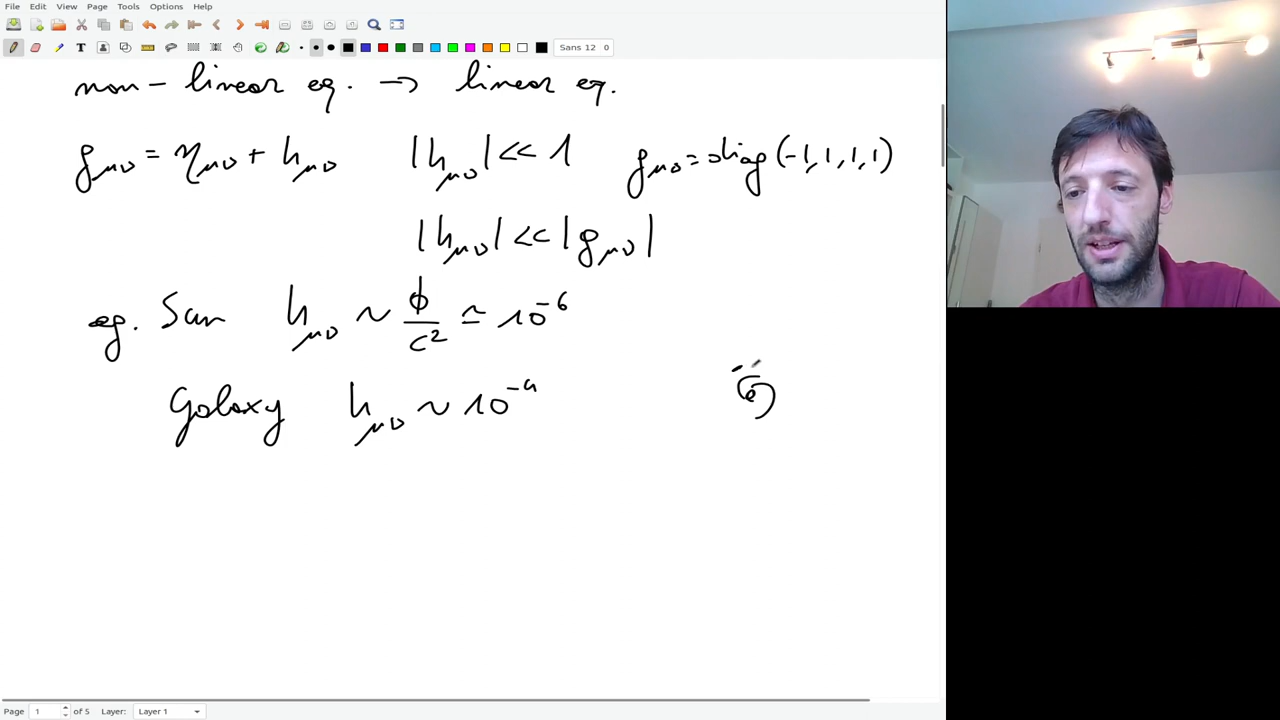 File Edit View Page Tools Options Help
T Sans 12 0
non-linear eq. → linear eq.
g_μν = η_μν + h_μν |h_μν| << 1 g_μν = diag(-1,1,1,1)
|h_μν| << |g_μν|
eg. Sun h_μν ~ ϕ/c² ≃ 10⁻⁶
Galaxy h_μν ~ 10⁻⁴
Page 1 of 5 Layer: Layer 1